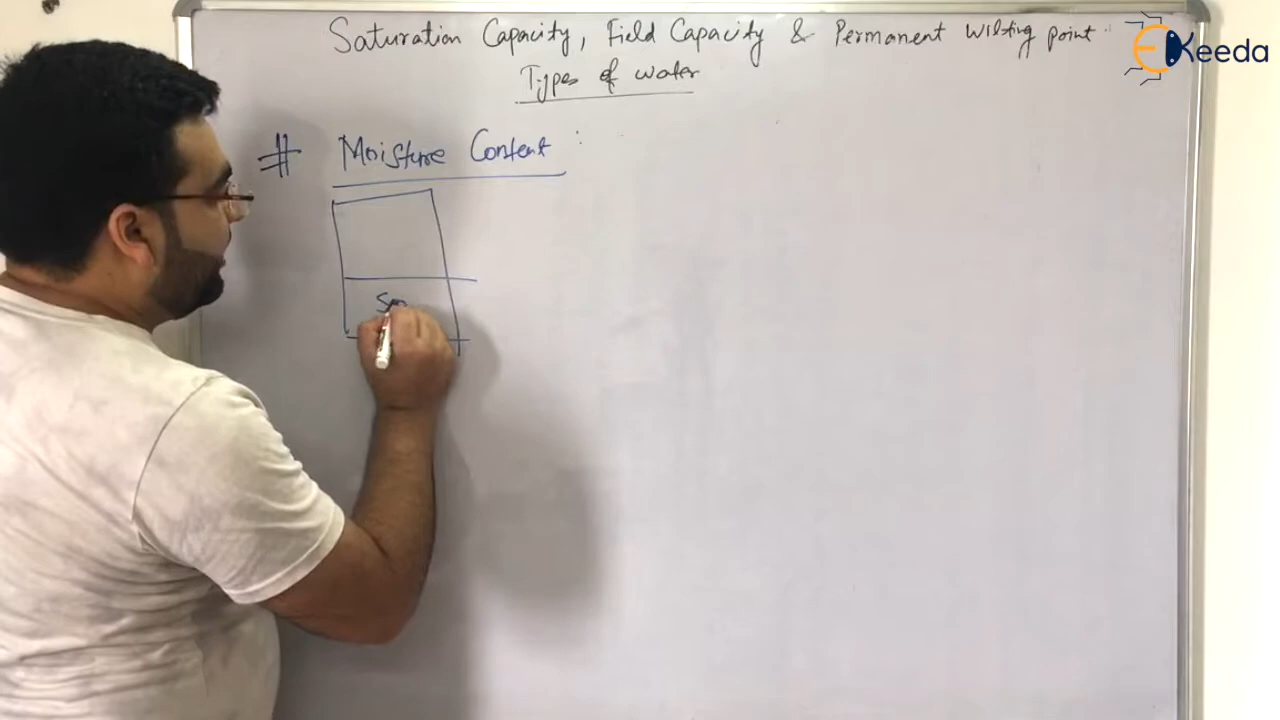 Saturation Capacity, Field Capacity & Permanent wilting point
Types of water
EKeeda
# Moisture Content :